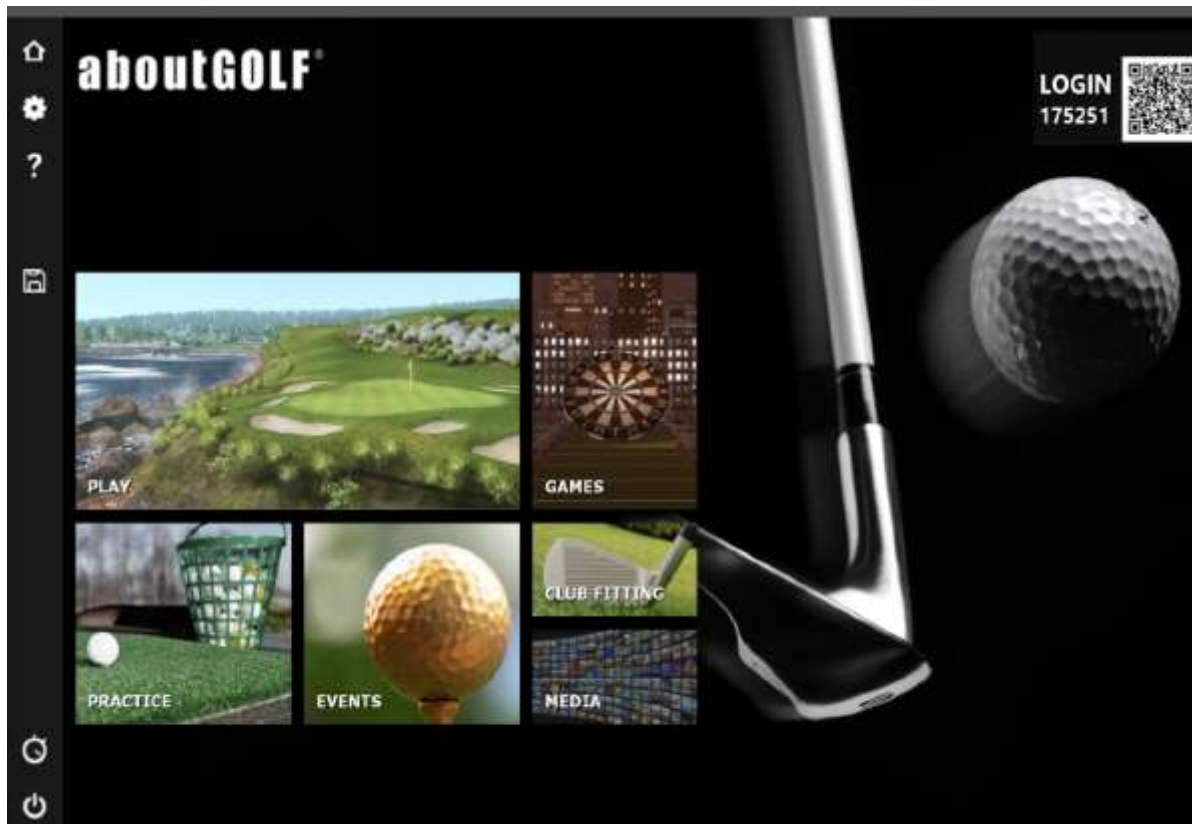 aboutGOLF®
LOGIN
175251
PLAY
GAMES
PRACTICE
EVENTS
CLUB FITTING
MEDIA